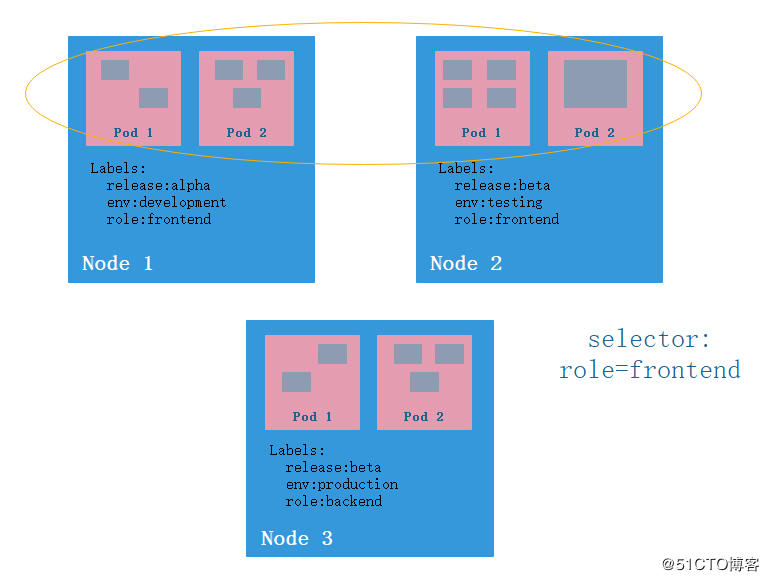 Pod 1
Pod 2
Labels:
release:alpha
env:development
role:frontend
Node 1
Pod 1
Pod 2
Labels:
release:beta
env:testing
role:frontend
Node 2
Pod 1
Pod 2
Labels:
release:beta
env:production
role:backend
Node 3
selector:
role=frontend
@51CTO博客